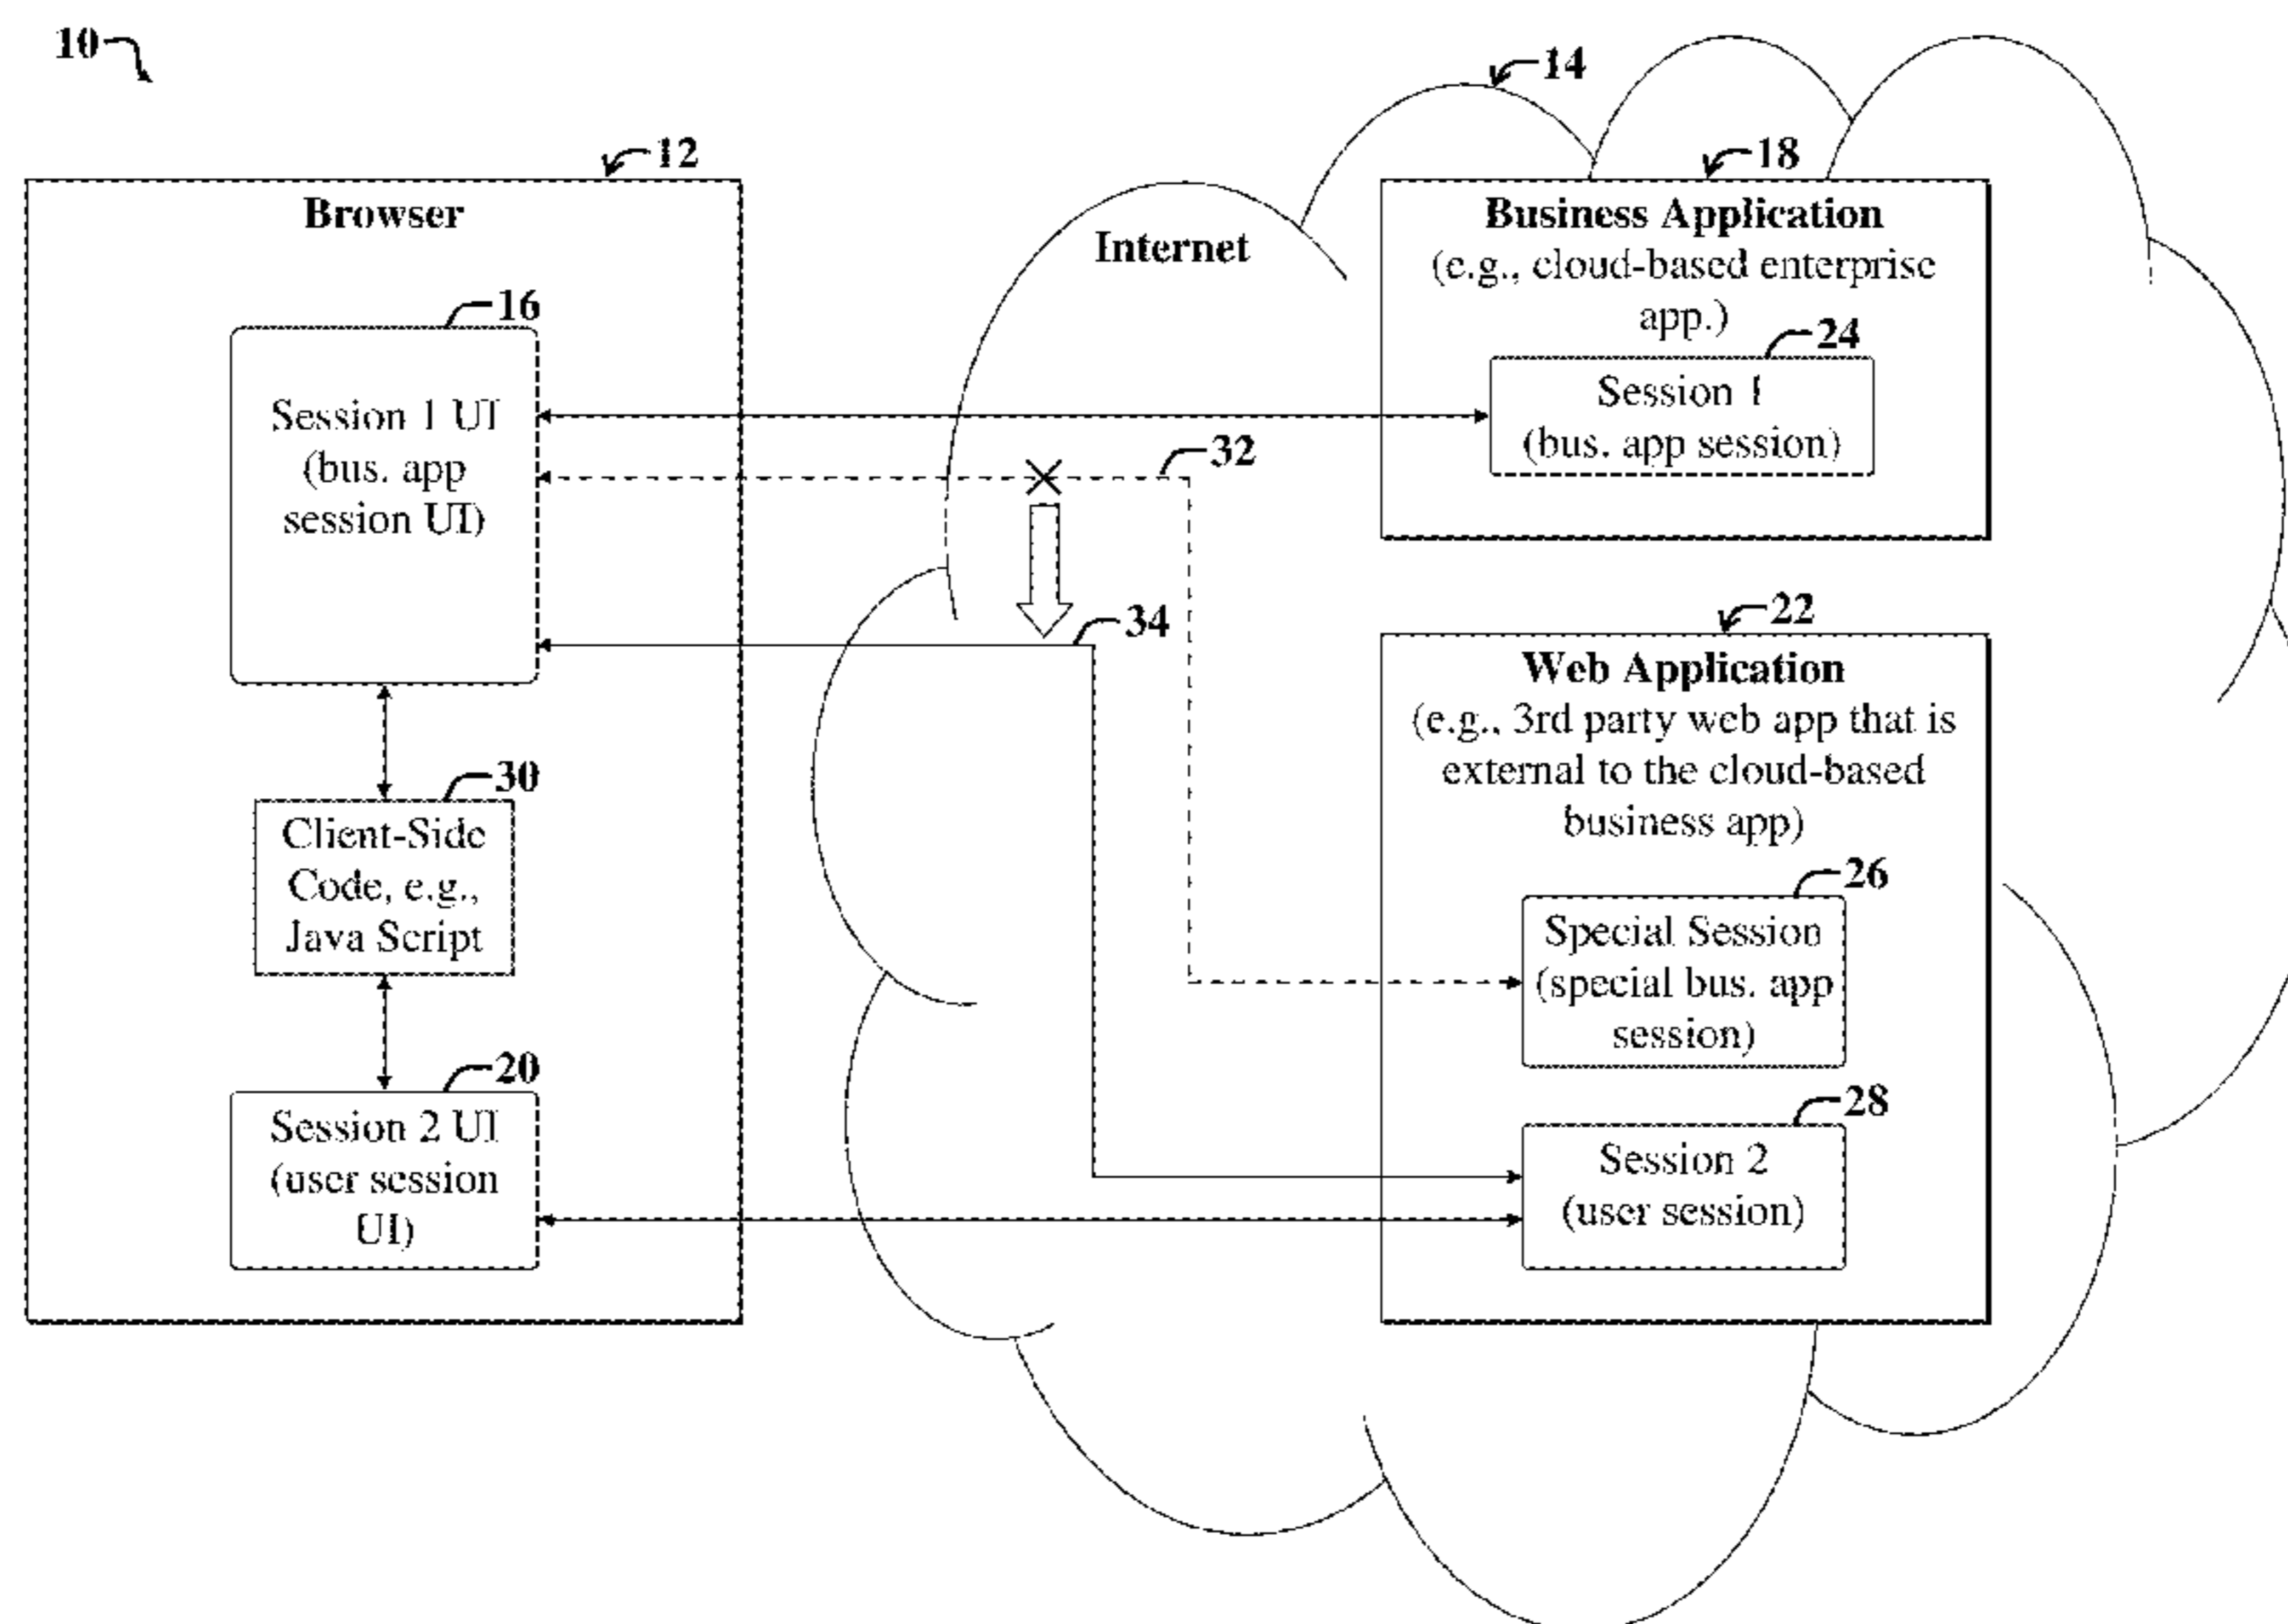 10
14
12
18
Browser
Business Application
(e.g., cloud-based enterprise
app.)
Internet
16
24
Session 1 UI
(bus. app
session UI)
Session 1
(bus. app session)
32
34
22
Web Application
(e.g., 3rd party web app that is
external to the cloud-based
business app)
30
Client-Side
Code, e.g.,
Java Script
26
Special Session
(special bus. app
session)
20
Session 2 UI
(user session
UI)
28
Session 2
(user session)